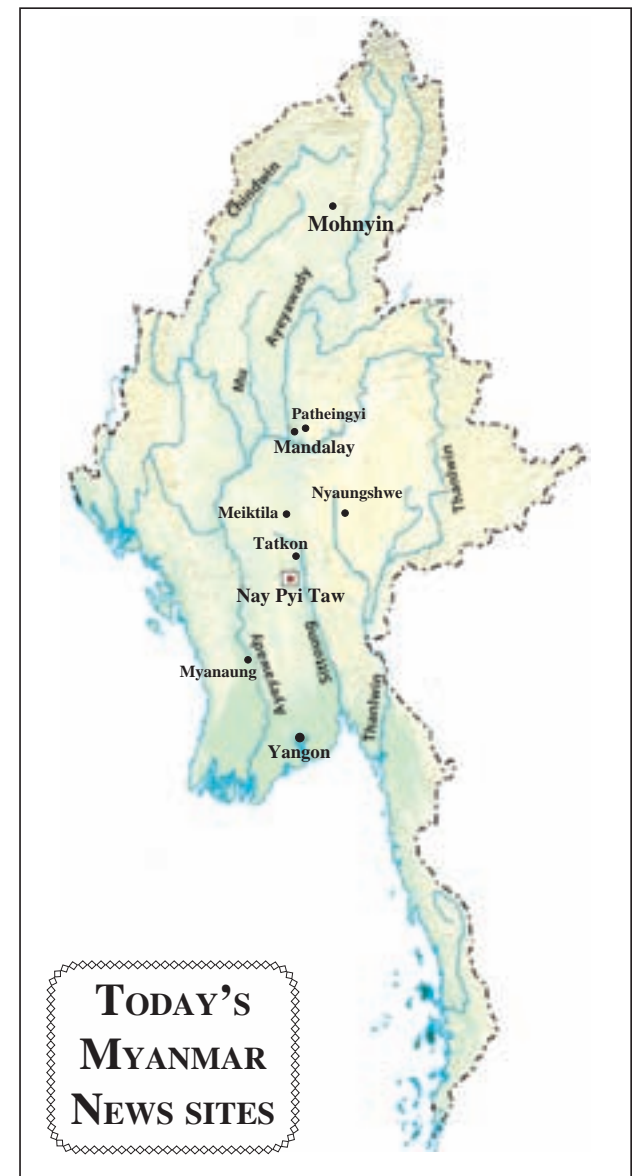 Chindwin
Mohnyin
Ayeyawady
Mu
Patheingyi
Mandalay
Thanlwin
Nyaungshwe
Meiktila
Tatkon
Nay Pyi Taw
Sittoung
Ayeyawady
Myanaung
Thanlwin
Yangon
TODAY'S
MYANMAR
NEWS SITES